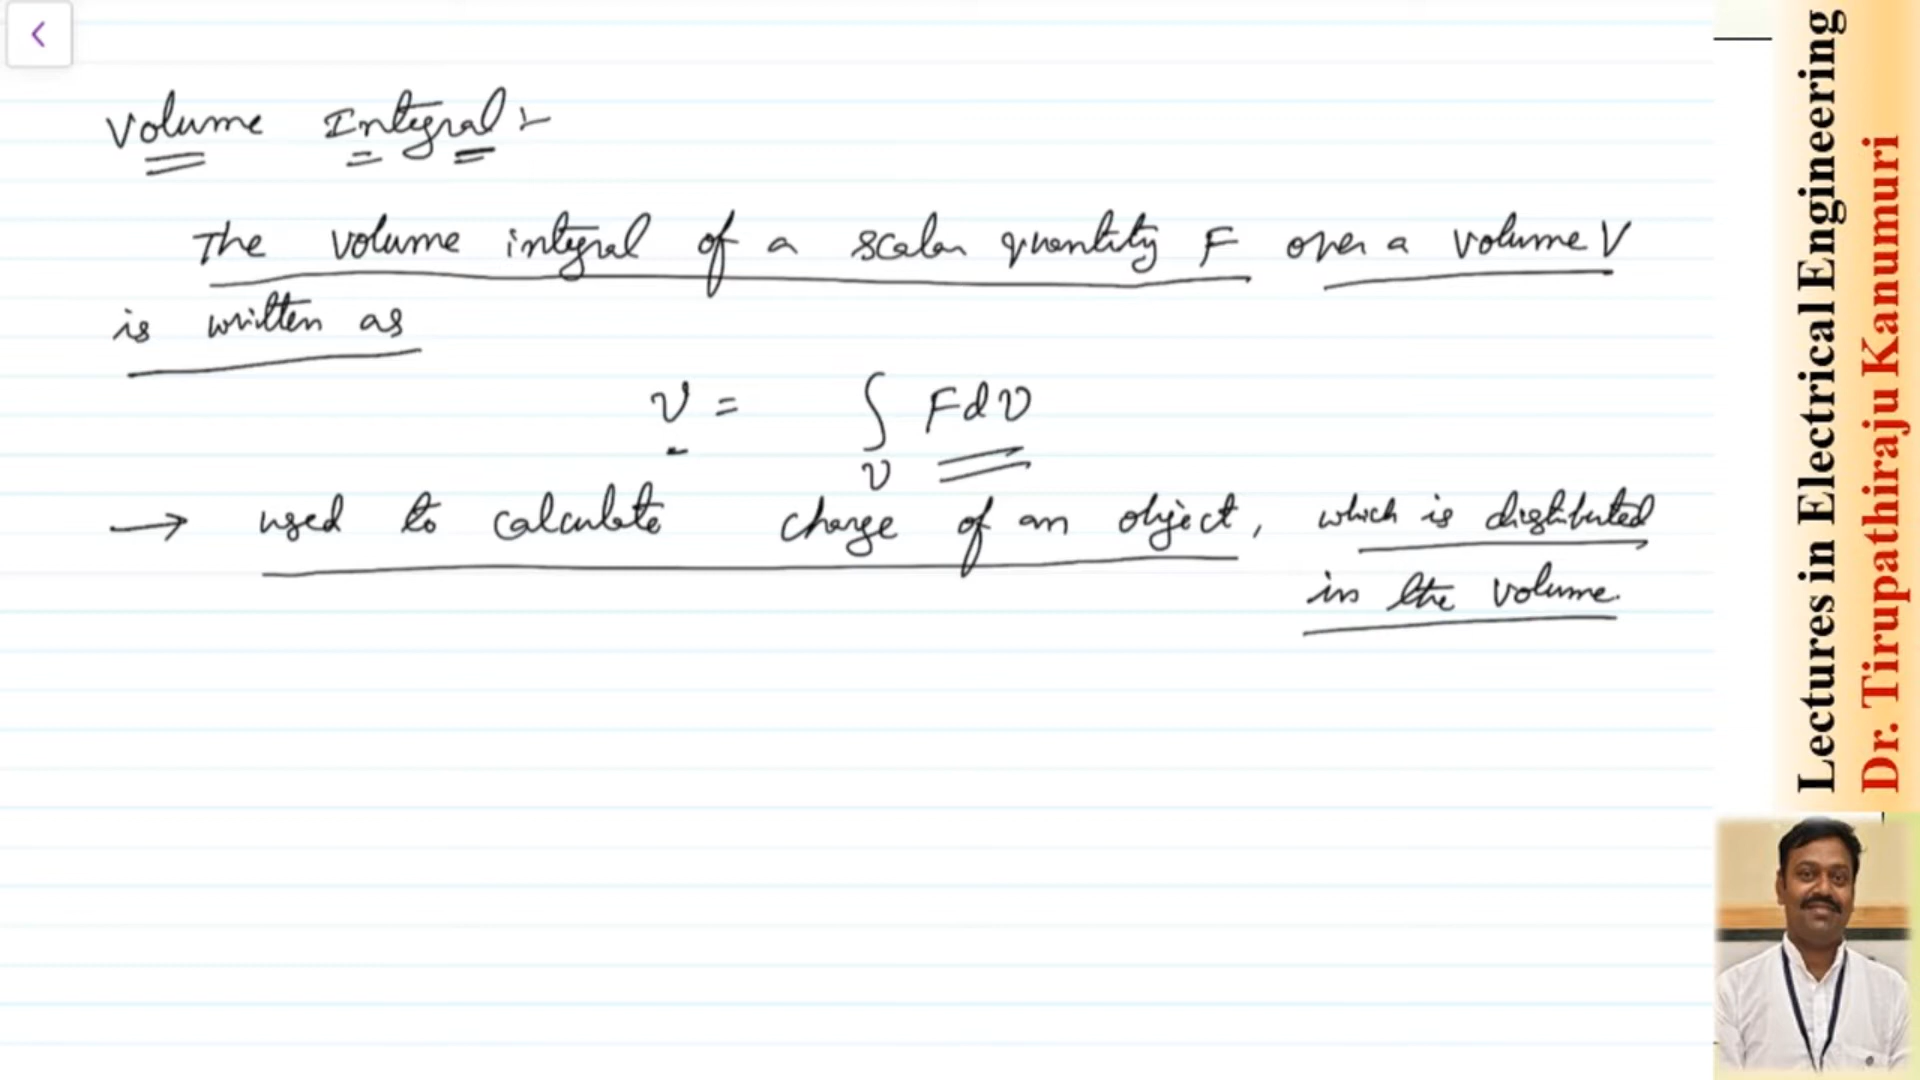 Volume Integral :-
The volume integral of a scalar quantity F over a volume V
is written as
V = ∫ F dV
V
→ used to calculate charge of an object, which is distributed
in the volume.
Lectures in Electrical Engineering
Dr. Tirupathiraju Kanumuri